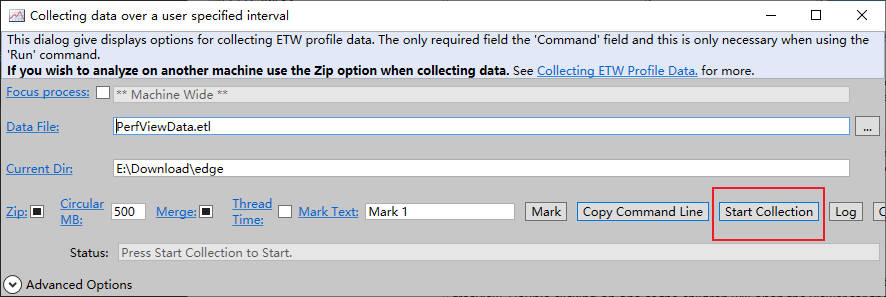 Collecting data over a user specified interval
This dialog give displays options for collecting ETW profile data. The only required field the 'Command' field and this is only necessary when using the
'Run' command.
If you wish to analyze on another machine use the Zip option when collecting data. See Collecting ETW Profile Data. for more.
Focus process: ** Machine Wide **
Data File: PerfViewData.etl ...
Current Dir: E:\Download\edge
Zip: Circular MB: 500 Merge: Thread Time: Mark Text: Mark 1 Mark Copy Command Line Start Collection Log
Status: Press Start Collection to Start.
Advanced Options